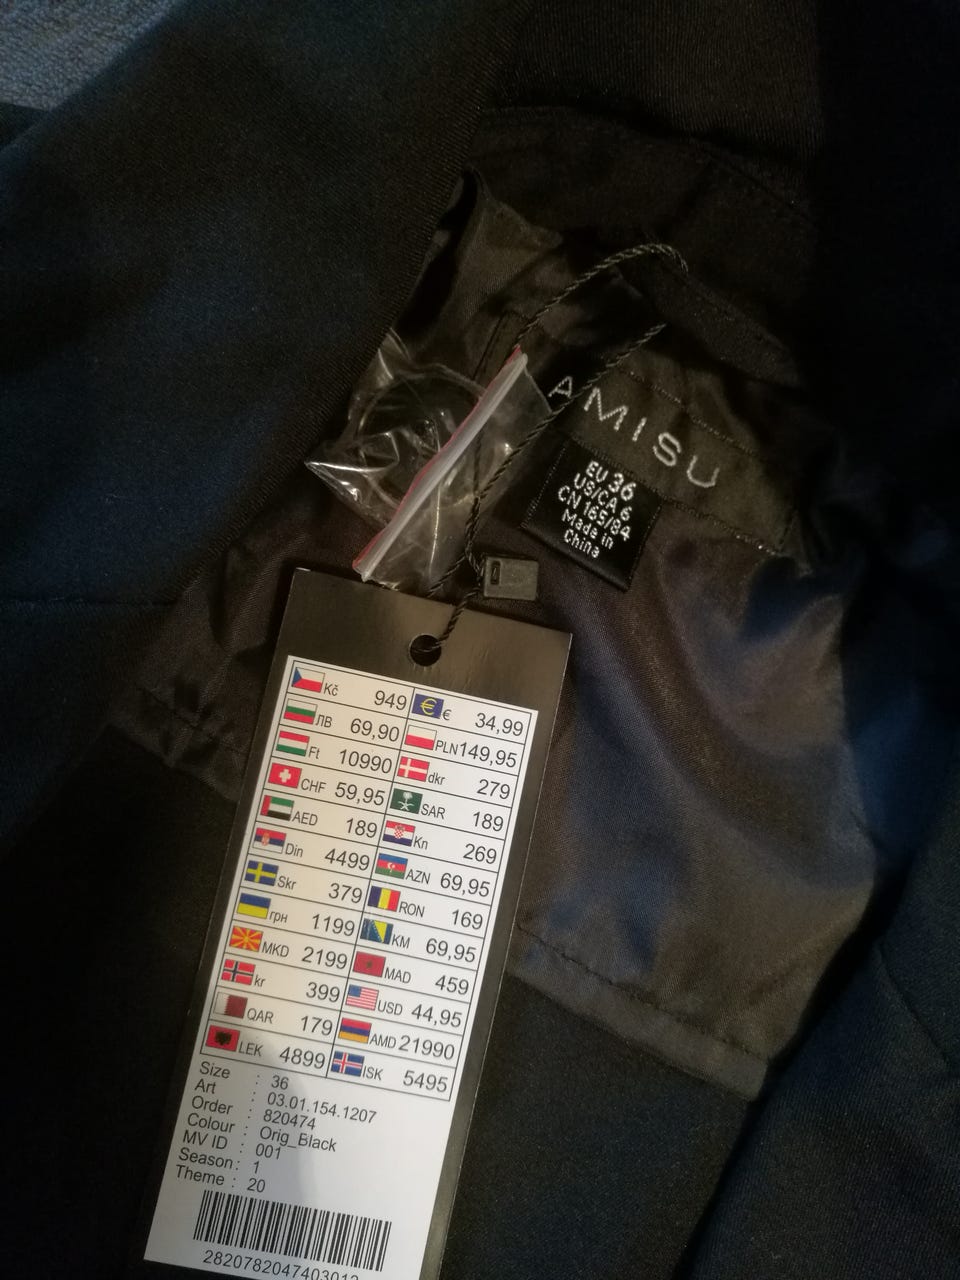 AMISU
EU 36
US/CA 6
CN 165/84
Made in
China
Kč 949 € 34,99
ЛВ 69,90 PLN 149,95
Ft 10990 dkr 279
CHF 59,95 SAR 189
AED 189 Kn 269
Din 4499 AZN 69,95
Skr 379 RON 169
грн 1199 KM 69,95
MKD 2199 MAD 459
kr 399 USD 44,95
QAR 179 AMD 21990
LEK 4899 ISK 5495
Size : 36
Art : 03.01.154.1207
Order : 820474
Colour : Orig_Black
MV ID : 001
Season : 1
Theme : 20